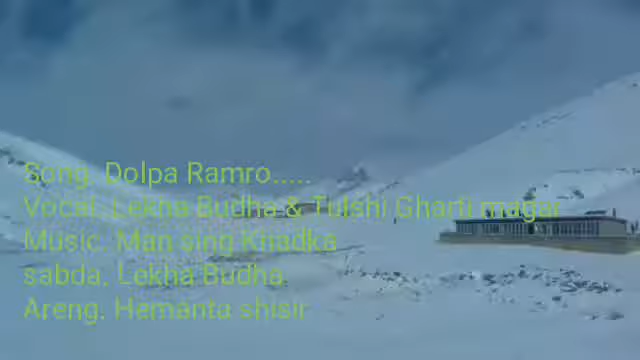 Song. Dolpa Ramro.....
Vocal. Lekha Budha & Tulshi Gharti magar
Music. Man sing Khadka
sabda. Lekha Budha
Areng. Hemanta shisir